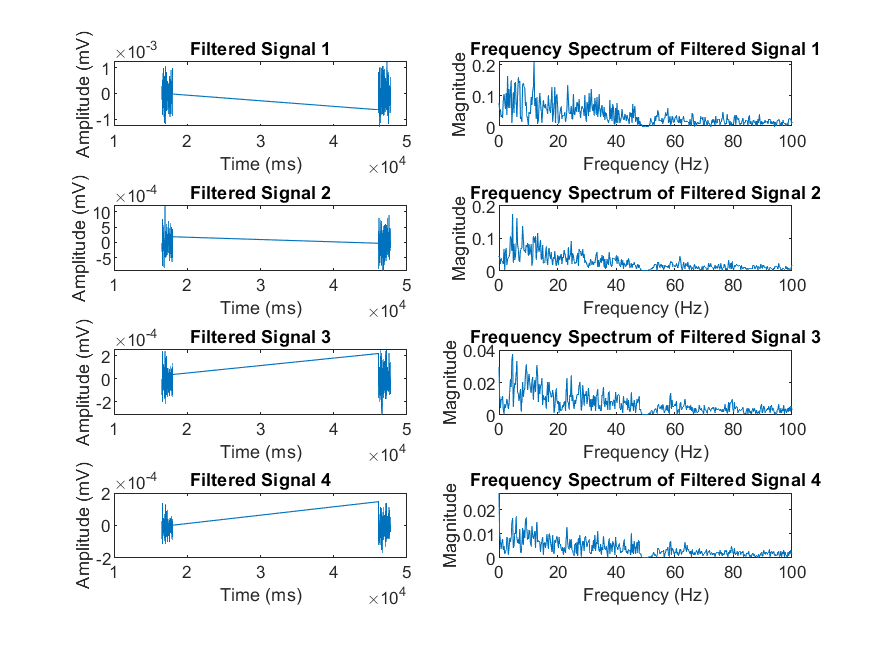 Filtered Signal 1
×10-3
Amplitude (mV)
1
0
-1
1 2 3 4 5
Time (ms)
×104
Frequency Spectrum of Filtered Signal 1
Magnitude
0.2
0.1
0
0 20 40 60 80 100
Frequency (Hz)
Filtered Signal 2
×10-4
Amplitude (mV)
10
5
0
-5
1 2 3 4 5
Time (ms)
×104
Frequency Spectrum of Filtered Signal 2
Magnitude
0.2
0.1
0
0 20 40 60 80 100
Frequency (Hz)
Filtered Signal 3
×10-4
Amplitude (mV)
2
0
-2
1 2 3 4 5
Time (ms)
×104
Frequency Spectrum of Filtered Signal 3
Magnitude
0.04
0.02
0
0 20 40 60 80 100
Frequency (Hz)
Filtered Signal 4
×10-4
Amplitude (mV)
2
0
-2
1 2 3 4 5
Time (ms)
×104
Frequency Spectrum of Filtered Signal 4
Magnitude
0.02
0.01
0
0 20 40 60 80 100
Frequency (Hz)